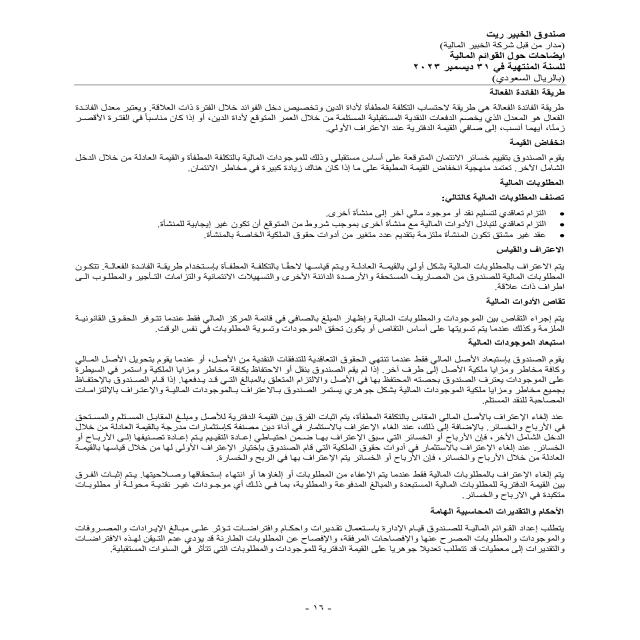 صندوق الخبير ريت
(مدار من قبل شركة الخبير المالية)
إيضاحات حول القوائم المالية
للسنة المنتهية في ٣١ ديسمبر ٢٠٢٣
(بالريال السعودي)
طريقة الفائدة الفعالة
طريقة الفائدة الفعالة هي طريقة لاحتساب التكلفة المطفأة لأداة الدين وتخصيص دخل الفوائد خلال الفترة ذات العلاقة. ويعتبر معدل الفائدة
الفعال هو المعدل الذي يخصم الدفعات النقدية المستقبلية المستلمة من خلال العمر المتوقع لأداة الدين، أو إذا كان مناسباً في الفترة الأقصر
زمناً، أيهما أنسب، إلى صافي القيمة الدفترية عند الاعتراف الأولي.
انخفاض القيمة
يقوم الصندوق بتقييم خسائر الائتمان المتوقعة على أساس مستقبلي وذلك للموجودات المالية بالتكلفة المطفأة والقيمة العادلة من خلال الدخل
الشامل الآخر. تعتمد منهجية انخفاض القيمة المطبقة على ما إذا كان هناك زيادة كبيرة في مخاطر الائتمان.
المطلوبات المالية
تصنف المطلوبات المالية كالتالي:
• التزام تعاقدي لتسليم نقد أو موجود مالي آخر إلى منشأة أخرى.
• التزام تعاقدي لتبادل الأدوات المالية مع منشأة أخرى بموجب شروط من المتوقع أن تكون غير إيجابية للمنشأة.
• عقد غير مشتق تكون المنشأة ملتزمة بتقديم عدد متغير من أدوات حقوق الملكية الخاصة بالمنشأة.
الاعتراف والقياس
يتم الاعتراف بالمطلوبات المالية بشكل أولي بالقيمة العادلة ويتم قياسها لاحقًا بالتكلفة المطفأة بإستخدام طريقة الفائدة الفعالة. تتكون
المطلوبات المالية للصندوق من المصاريف المستحقة والأرصدة الدائنة الأخرى والتسهيلات الائتمانية والتزامات التأجير والمطلوب الى
اطراف ذات علاقة.
تقاص الأدوات المالية
يتم إجراء التقاص بين الموجودات والمطلوبات المالية وإظهار المبلغ بالصافي في قائمة المركز المالي فقط عندما تتوفر الحقوق القانونية
الملزمة وكذلك عندما يتم تسويتها على أساس التقاص أو يكون تحقق الموجودات وتسوية المطلوبات في نفس الوقت.
استبعاد الموجودات المالية
يقوم الصندوق بإستبعاد الأصل المالي فقط عندما تنتهي الحقوق التعاقدية للتدفقات النقدية من الأصل، أو عندما يقوم بتحويل الأصل المالي
وكافة مخاطر ومزايا ملكية الأصل إلى طرف آخر. إذا لم يقم الصندوق بنقل أو الاحتفاظ بكافة مخاطر ومزايا الملكية واستمر في السيطرة
على الموجودات يعترف الصندوق بحصته المحتفظ بها في الأصل والالتزام المتعلق بالمبالغ التي قد يدفعها. إذا قام الصندوق بالإحتفاظ
بجميع مخاطر ومزايا ملكية الموجودات المالية بشكل جوهري يستمر الصندوق بالاعتراف بالموجودات المالية والإعتراف بالإلتزامات
المصاحبة للنقد المستلم.
عند إلغاء الإعتراف بالأصل المالي المقاس بالتكلفة المطفأة، يتم اثبات الفرق بين القيمة الدفترية للأصل ومبلغ المقابل المستلم والمستحق
في الأرباح والخسائر. بالإضافة إلى ذلك، عند الغاء الإعتراف بالاستثمار في أداة دين مصنفة كإستثمارات مدرجة بالقيمة العادلة من خلال
الدخل الشامل الآخر، فإن الأرباح أو الخسائر التي سبق الإعتراف بها ضمن احتياطي إعادة التقييم يتم إعادة تصنيفها إلى الأرباح أو
الخسائر. عند إلغاء الاعتراف بالأستثمار في أدوات حقوق الملكية التي قام الصندوق بإختيار الإعتراف الأولي لها من خلال قياسها بالقيمة
العادلة من خلال الأرباح والخسائر، فإن الأرباح أو الخسائر يتم الإعتراف بها في الربح والخسارة.
يتم إلغاء الإعتراف بالمطلوبات المالية فقط عندما يتم الإعفاء من المطلوبات أو إلغاؤها أو انتهاء إستحقاقها وصلاحيتها. يتم إثبات الفرق
بين القيمة الدفترية للمطلوبات المالية المستبعدة والمبالغ المدفوعة والمطلوبة، بما في ذلك أي موجودات غير نقدية محولة أو مطلوبات
متكبدة في الارباح والخسائر.
الأحكام والتقديرات المحاسبية الهامة
يتطلب إعداد القوائم المالية للصندوق قيام الإدارة باستعمال تقديرات واحكام وافتراضات تؤثر على مبالغ الإيرادات والمصروفات
والموجودات والمطلوبات المصرح عنها والإفصاحات المرفقة، والإفصاح عن المطلوبات الطارئة قد يؤدي عدم التيقن لهذه الافتراضات
والتقديرات إلى معطيات قد تتطلب تعديلا جوهريا على القيمة الدفترية للموجودات والمطلوبات التي تتأثر في السنوات المستقبلية.
- ١٦ -